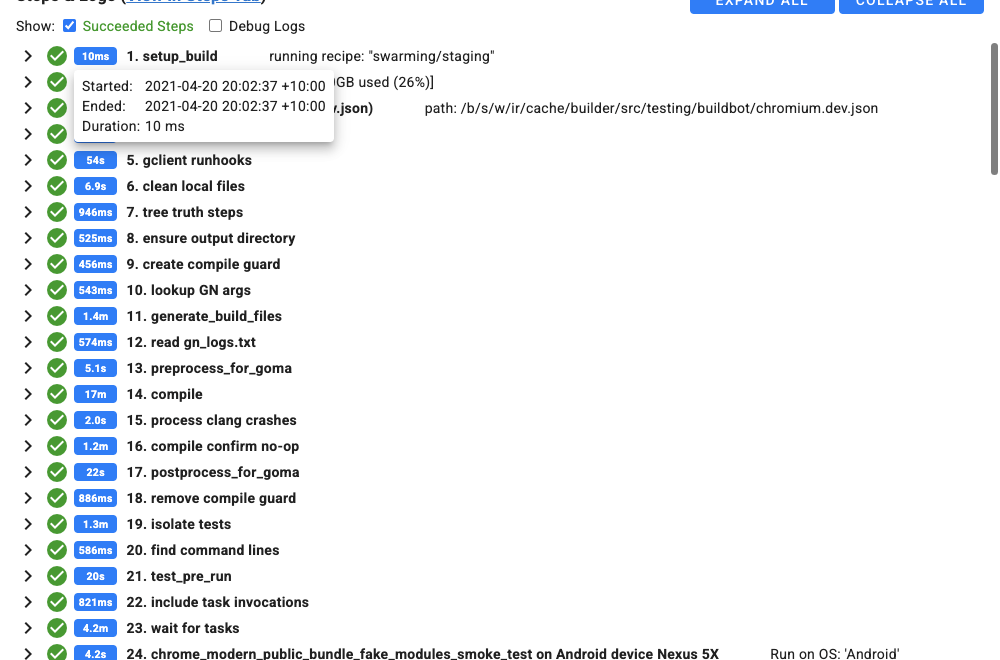 Steps & Logs (View in Steps Tab)
EXPAND ALL COLLAPSE ALL
Show: Succeeded Steps Debug Logs
10ms 1. setup_build running recipe: "swarming/staging"
GB used (26%)]
.json) path: /b/s/w/ir/cache/builder/src/testing/buildbot/chromium.dev.json
Started: 2021-04-20 20:02:37 +10:00
Ended: 2021-04-20 20:02:37 +10:00
Duration: 10 ms
54s 5. gclient runhooks
6.9s 6. clean local files
946ms 7. tree truth steps
525ms 8. ensure output directory
456ms 9. create compile guard
543ms 10. lookup GN args
1.4m 11. generate_build_files
574ms 12. read gn_logs.txt
5.1s 13. preprocess_for_goma
17m 14. compile
2.0s 15. process clang crashes
1.2m 16. compile confirm no-op
22s 17. postprocess_for_goma
886ms 18. remove compile guard
1.3m 19. isolate tests
586ms 20. find command lines
20s 21. test_pre_run
821ms 22. include task invocations
4.2m 23. wait for tasks
4.2s 24. chrome_modern_public_bundle_fake_modules_smoke_test on Android device Nexus 5X Run on OS: 'Android'